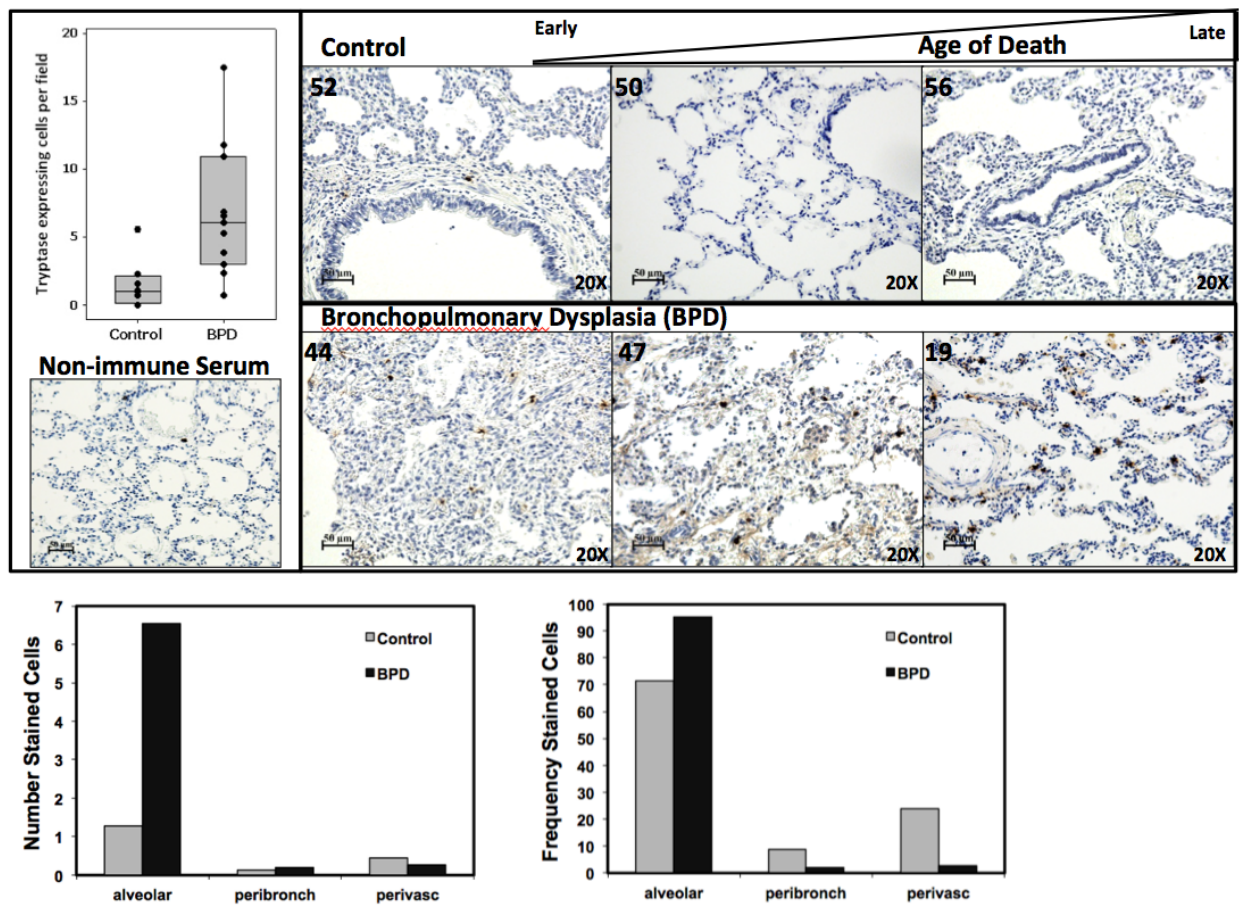 Tryptase expressing cells per field
20
15
10
5
0
Control BPD
Non-immune Serum
50 µm
Control
Early
Age of Death
Late
52
50 µm
20X
50
50 µm
20X
56
50 µm
20X
Bronchopulmonary Dysplasia (BPD)
44
50 µm
20X
47
50 µm
20X
19
50 µm
20X
Number Stained Cells
7
6
5
4
3
2
1
0
Control
BPD
alveolar peribronch perivasc
Frequency Stained Cells
100
90
80
70
60
50
40
30
20
10
0
Control
BPD
alveolar peribronch perivasc